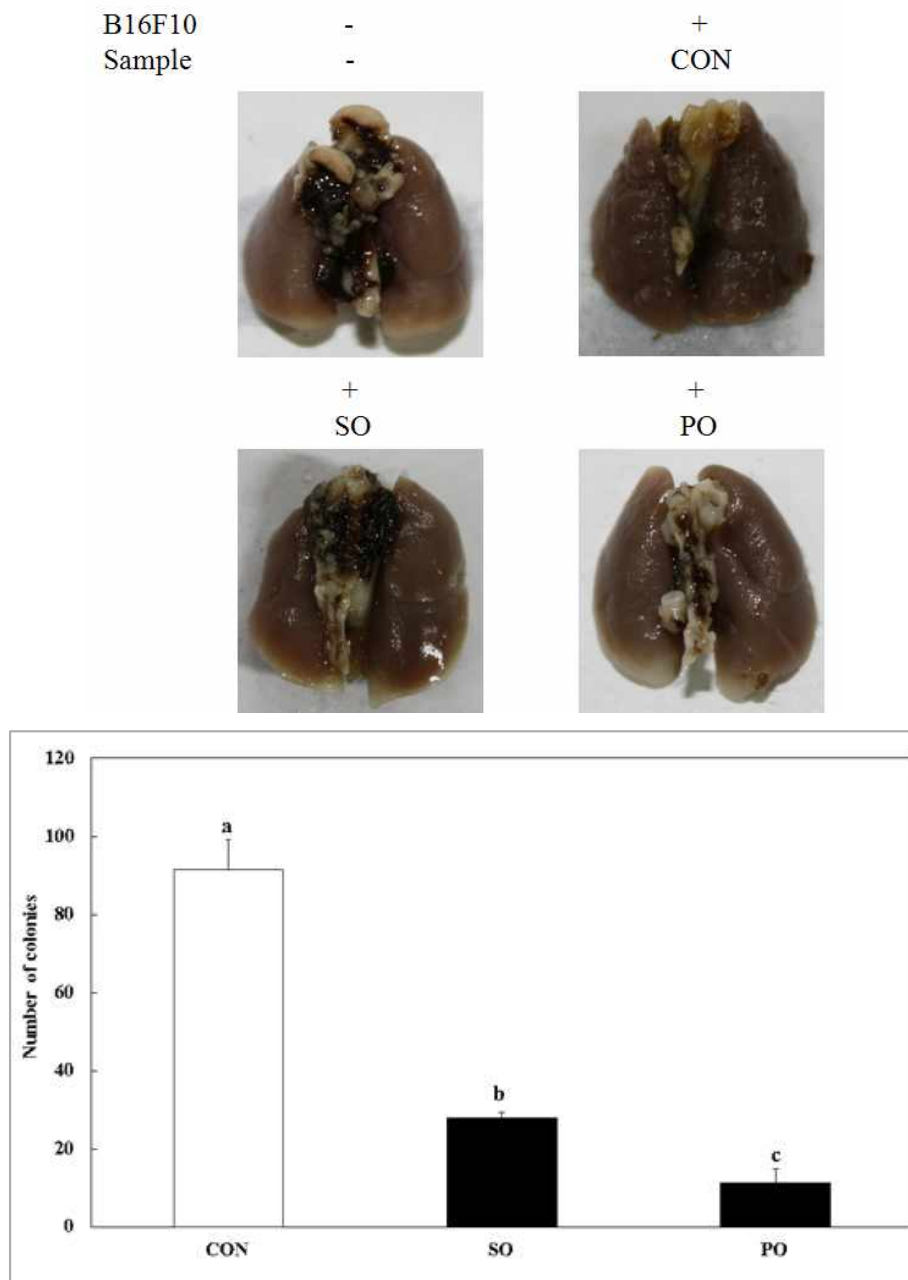 B16F10 - +
Sample - CON
+ +
SO PO
120
100
80
60
40
20
0
Number of colonies
a
b
c
CON SO PO